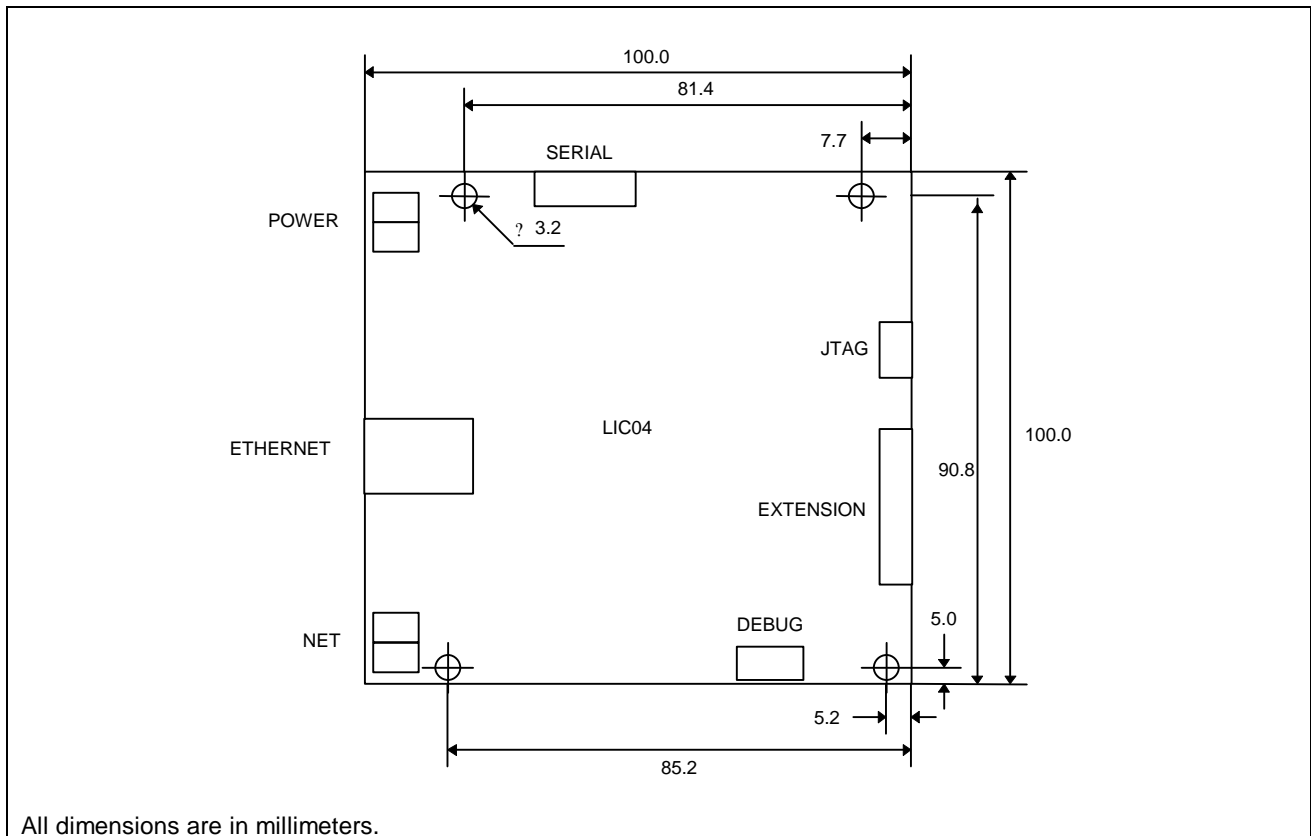 100.0
81.4
7.7
SERIAL
POWER
? 3.2
JTAG
LIC04
100.0
ETHERNET
90.8
EXTENSION
5.0
DEBUG
NET
5.2
85.2
All dimensions are in millimeters.